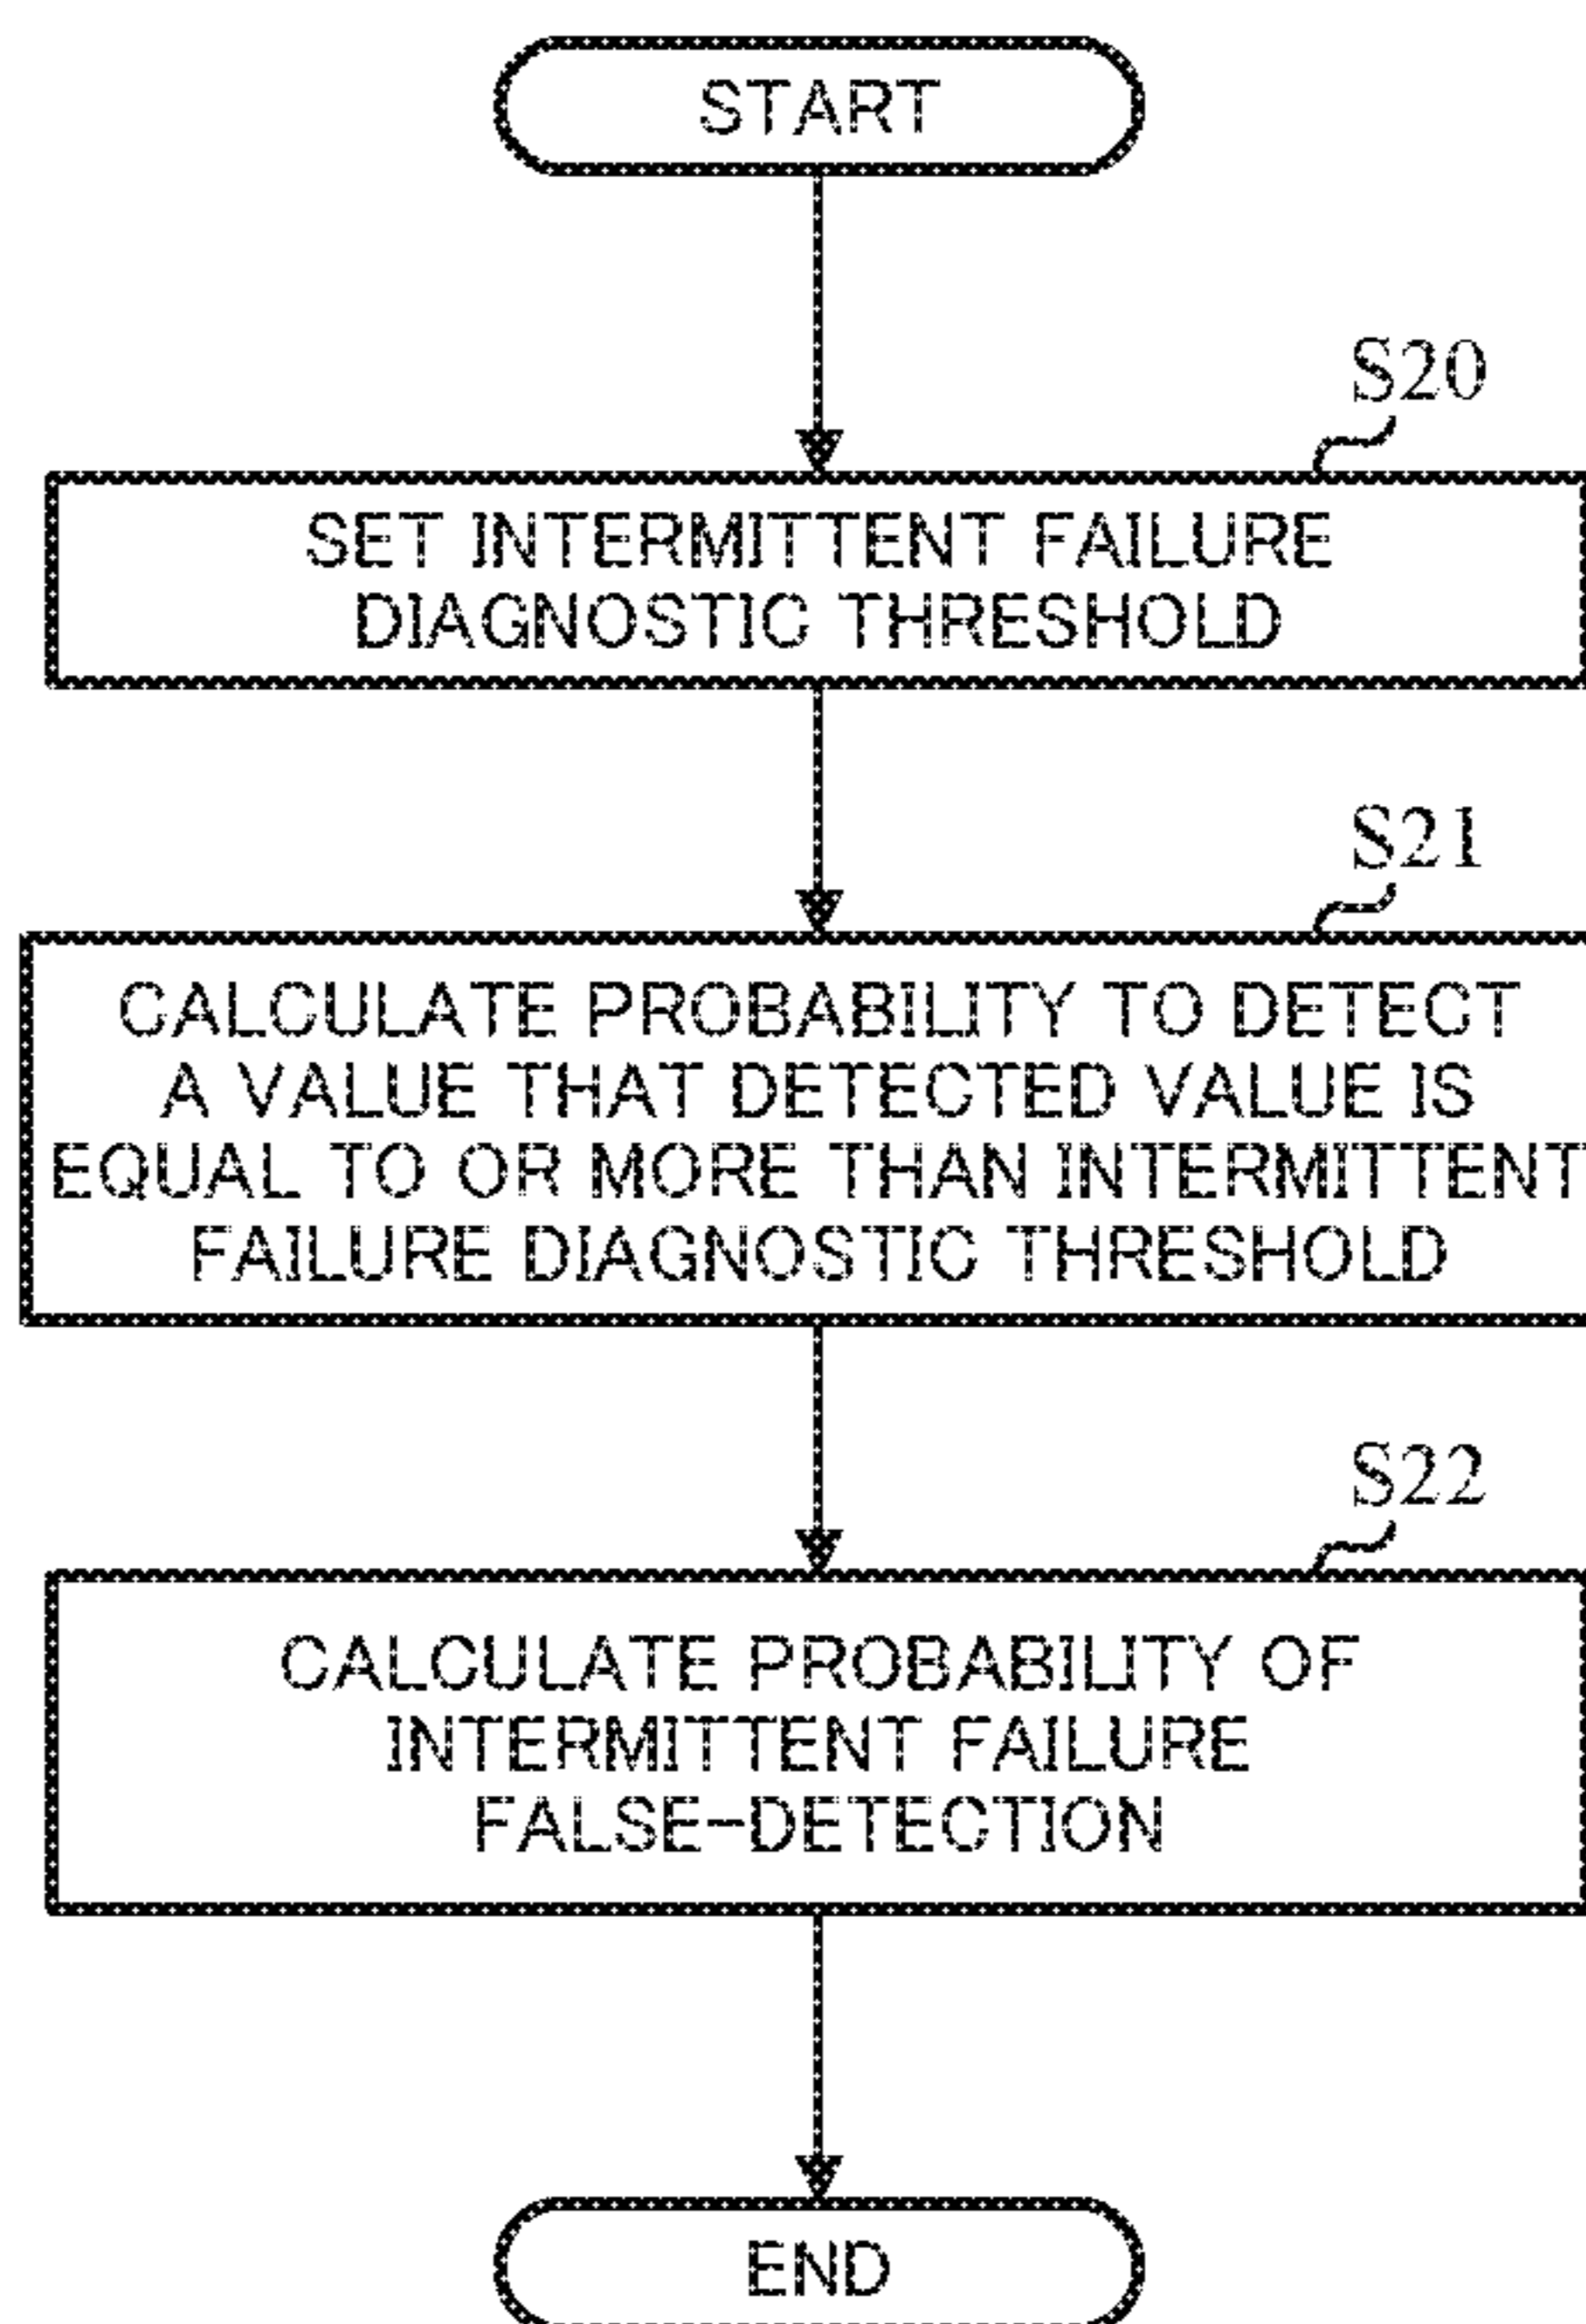 START
S20
SET INTERMITTENT FAILURE
DIAGNOSTIC THRESHOLD
S21
CALCULATE PROBABILITY TO DETECT
A VALUE THAT DETECTED VALUE IS
EQUAL TO OR MORE THAN INTERMITTENT
FAILURE DIAGNOSTIC THRESHOLD
S22
CALCULATE PROBABILITY OF
INTERMITTENT FAILURE
FALSE-DETECTION
END